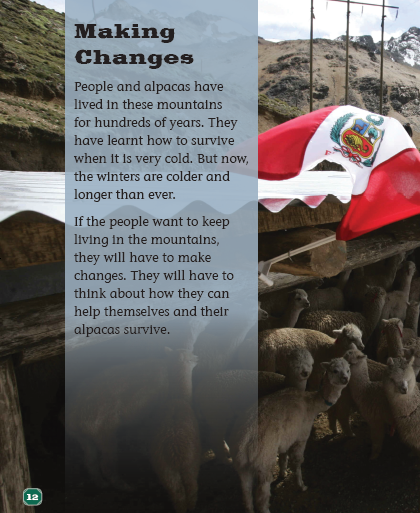 Making
Changes
People and alpacas have
lived in these mountains
for hundreds of years. They
have learnt how to survive
when it is very cold. But now,
the winters are colder and
longer than ever.
If the people want to keep
living in the mountains,
they will have to make
changes. They will have to
think about how they can
help themselves and their
alpacas survive.
12